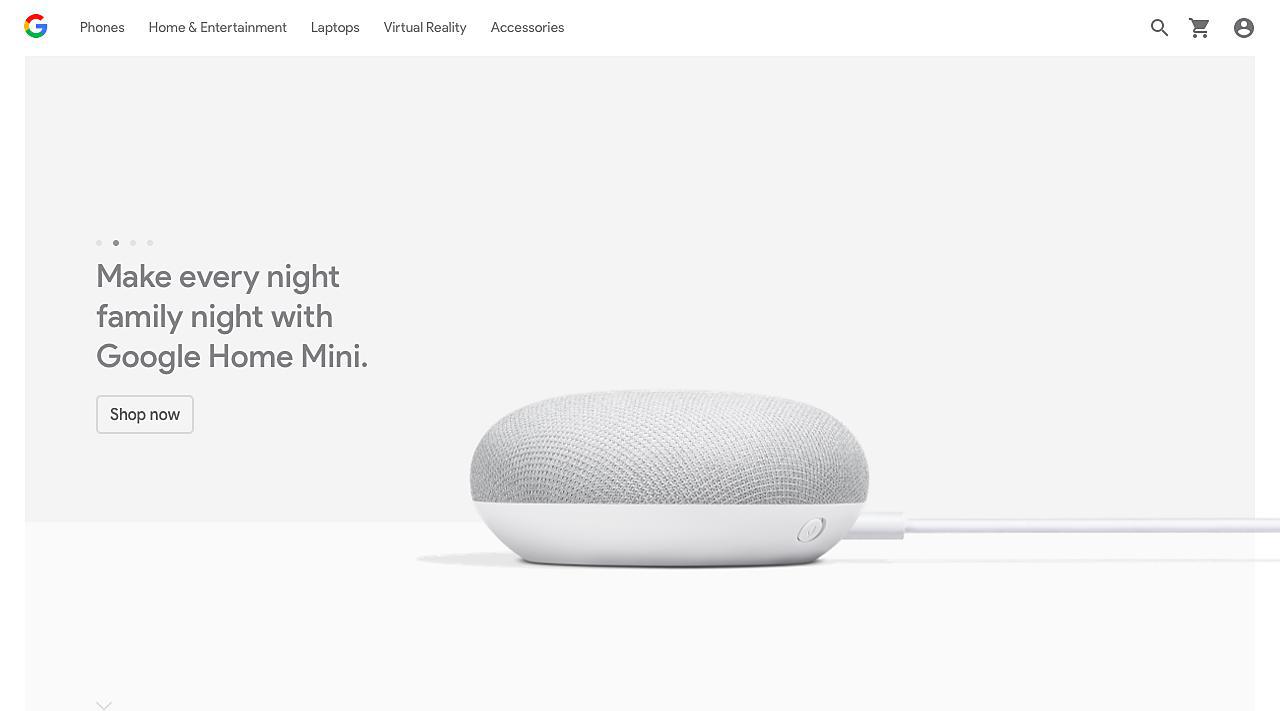 Phones Home & Entertainment Laptops Virtual Reality Accessories
Make every night
family night with
Google Home Mini.
Shop now